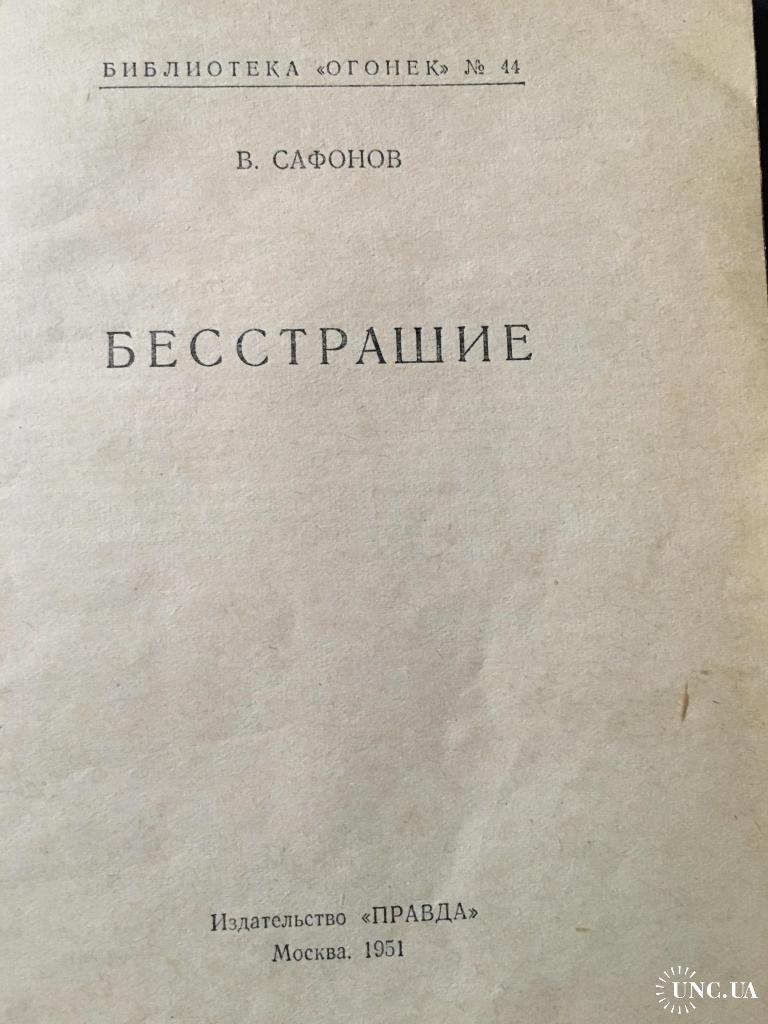 БИБЛИОТЕКА «ОГОНЕК» № 44
В. САФОНОВ
БЕССТРАШИЕ
Издательство «ПРАВДА»
Москва. 1951
UNC.UA